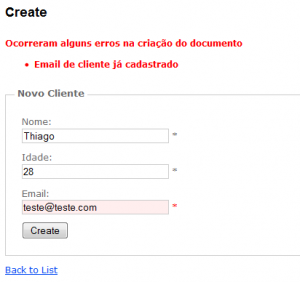 Create
Ocorreram alguns erros na criação do documento
• Email de cliente já cadastrado
Novo Cliente
Nome:
Thiago *
Idade:
28 *
Email:
teste@teste.com *
Create
Back to List